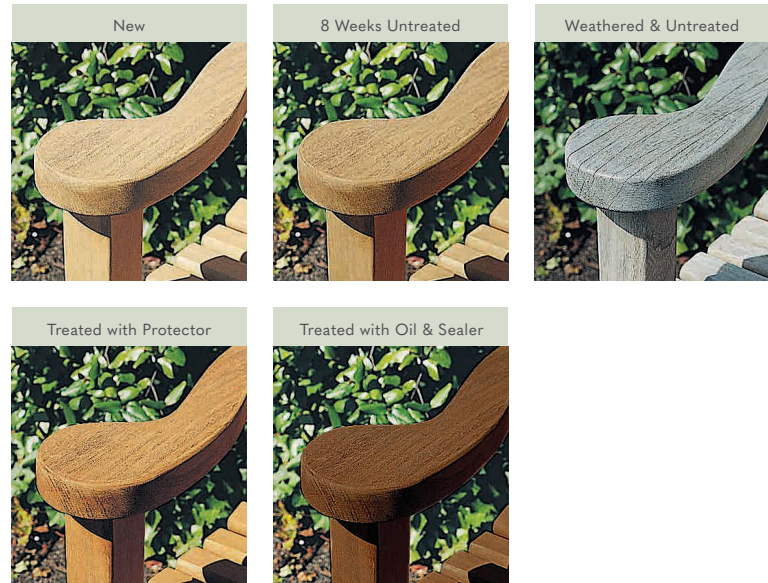 New
8 Weeks Untreated
Weathered & Untreated
Treated with Protector
Treated with Oil & Sealer